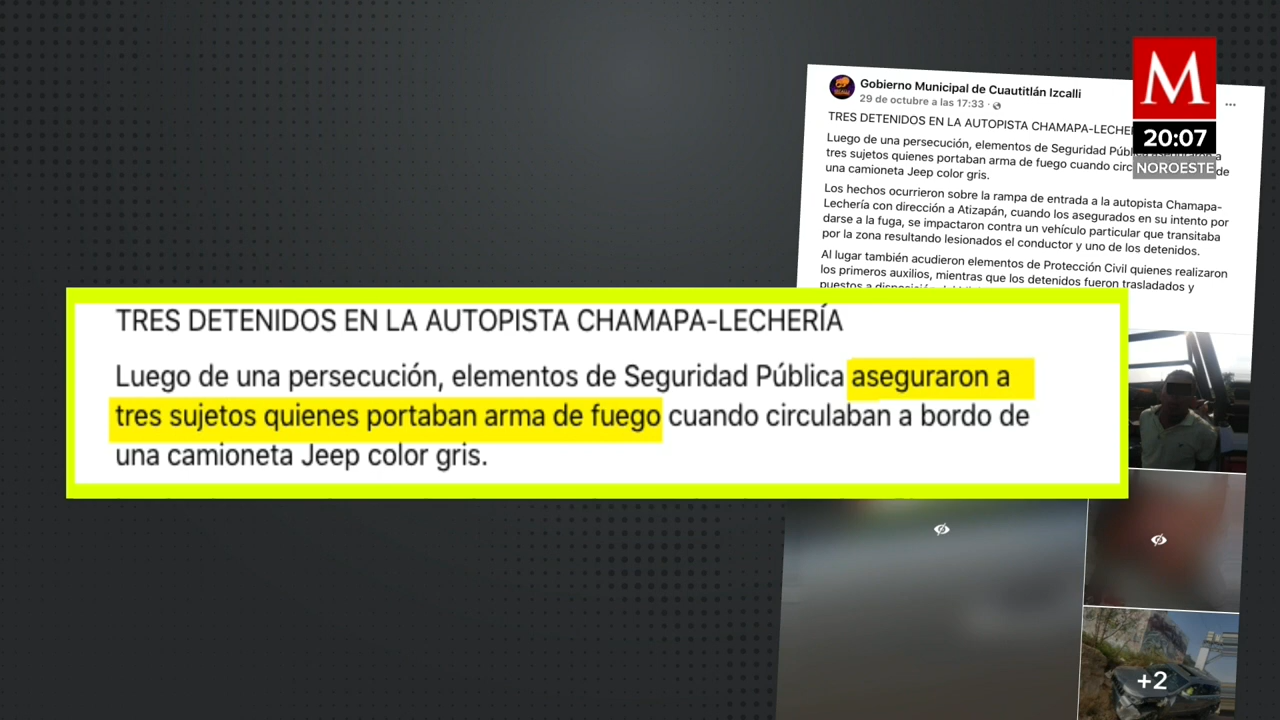 Gobierno Municipal de Cuautitlán Izcalli
29 de octubre a las 17:33 ·
TRES DETENIDOS EN LA AUTOPISTA CHAMAPA-LECHER
Luego de una persecución, elementos de Seguridad Públ
tres sujetos quienes portaban arma de fuego cuando circ de
una camioneta Jeep color gris.
Los hechos ocurrieron sobre la rampa de entrada a la autopista Chamapa-
Lechería con dirección a Atizapán, cuando los asegurados en su intento por
darse a la fuga, se impactaron contra un vehículo particular que transitaba
por la zona resultando lesionados el conductor y uno de los detenidos.
Al lugar también acudieron elementos de Protección Civil quienes realizaron
los primeros auxilios, mientras que los detenidos fueron trasladados y
M
20:07
NOROESTE
TRES DETENIDOS EN LA AUTOPISTA CHAMAPA-LECHERÍA
Luego de una persecución, elementos de Seguridad Pública aseguraron a
tres sujetos quienes portaban arma de fuego cuando circulaban a bordo de
una camioneta Jeep color gris.
+2